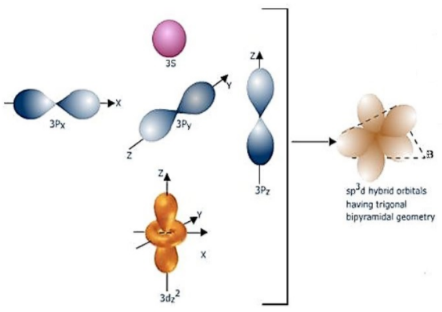 3S
Z
X
Y
3Px
3Py
Z
3Pz
B
sp³d hybrid orbitals
having trigonal
bipyramidal geometry
Z
Y
X
3dz²